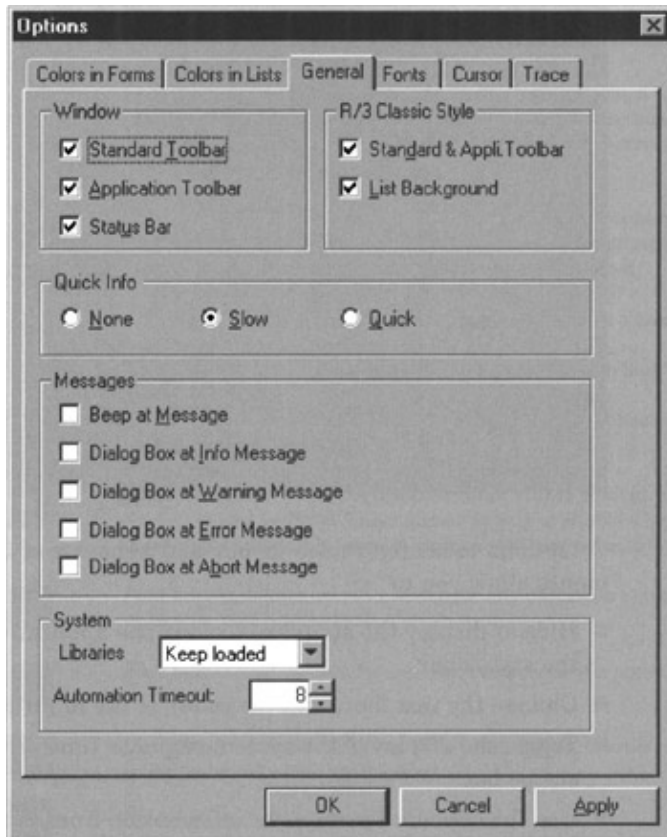 Options
Colors in Forms Colors in Lists General Fonts Cursor Trace
Window
Standard Toolbar
Application Toolbar
Status Bar
R/3 Classic Style
Standard & Appli.Toolbar
List Background
Quick Info
None Slow Quick
Messages
Beep at Message
Dialog Box at Info Message
Dialog Box at Warning Message
Dialog Box at Error Message
Dialog Box at Abort Message
System
Libraries Keep loaded
Automation Timeout: 8
OK Cancel Apply